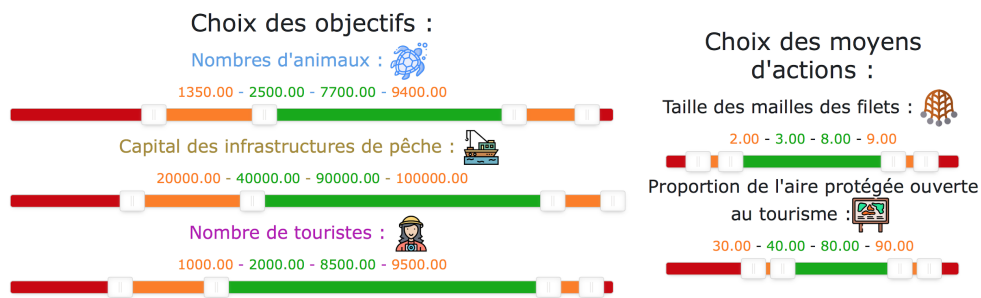 Choix des objectifs :
Nombres d'animaux :
1350.00 - 2500.00 - 7700.00 - 9400.00
Capital des infrastructures de pêche :
20000.00 - 40000.00 - 90000.00 - 100000.00
Nombre de touristes :
1000.00 - 2000.00 - 8500.00 - 9500.00
Choix des moyens
d'actions :
Taille des mailles des filets :
2.00 - 3.00 - 8.00 - 9.00
Proportion de l'aire protégée ouverte
au tourisme :
30.00 - 40.00 - 80.00 - 90.00